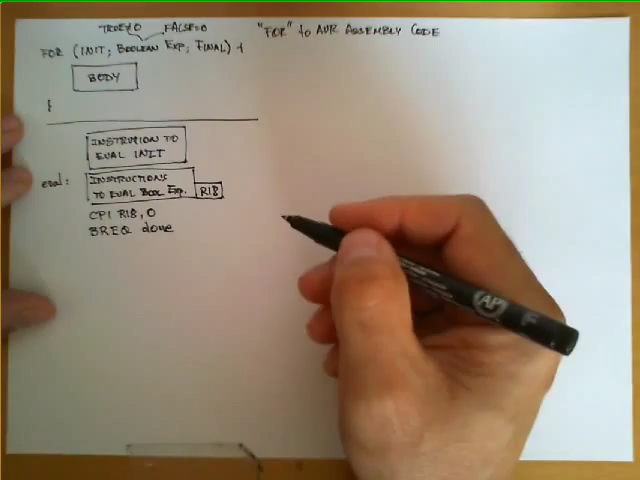 TRUE≠0 FALSE=0
"FOR" to AVR ASSEMBLY CODE
FOR (INIT; BOOLEAN EXP; FINAL) {
BODY
}
INSTRUCTION TO
EVAL INIT
eval: INSTRUCTIONS
TO EVAL BOOL EXP. R18
CPI R18, 0
BREQ done
AP
F